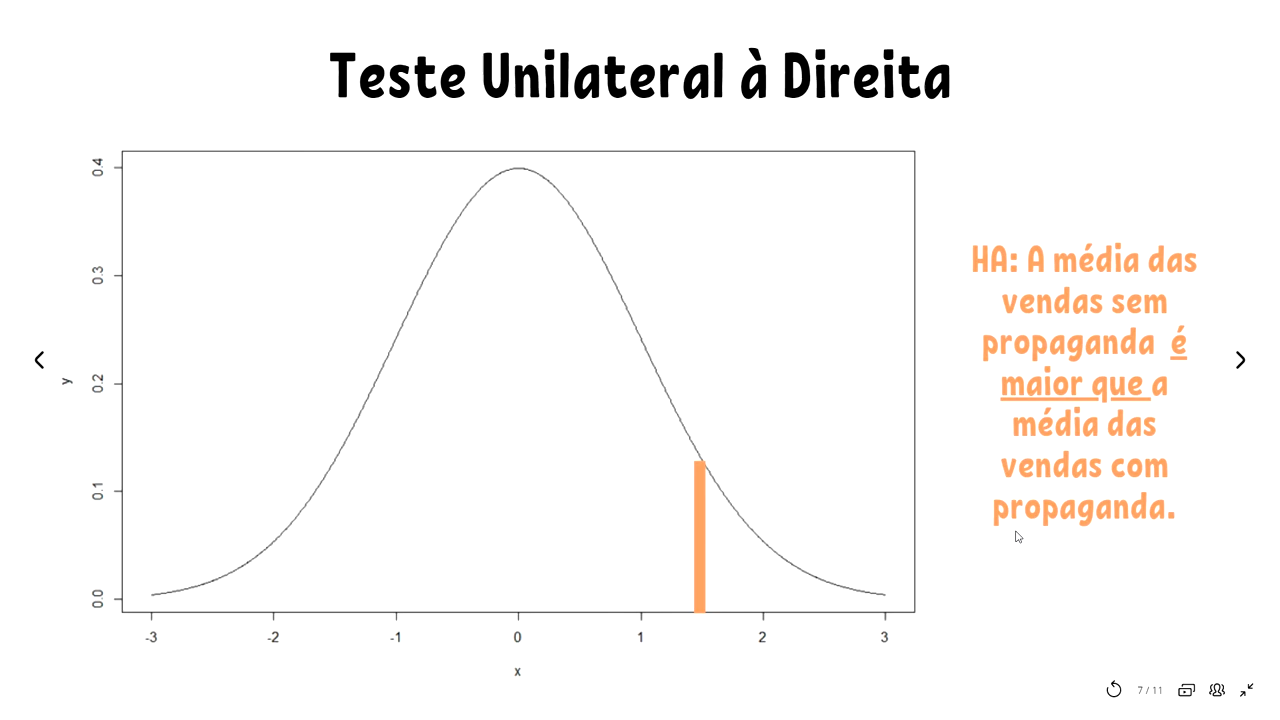 Teste Unilateral à Direita
HA: A média das
vendas sem
propaganda é
maior que a
média das
vendas com
propaganda.
0.4
0.3
0.2
0.1
0.0
y
-3 -2 -1 0 1 2 3
x
7 / 11